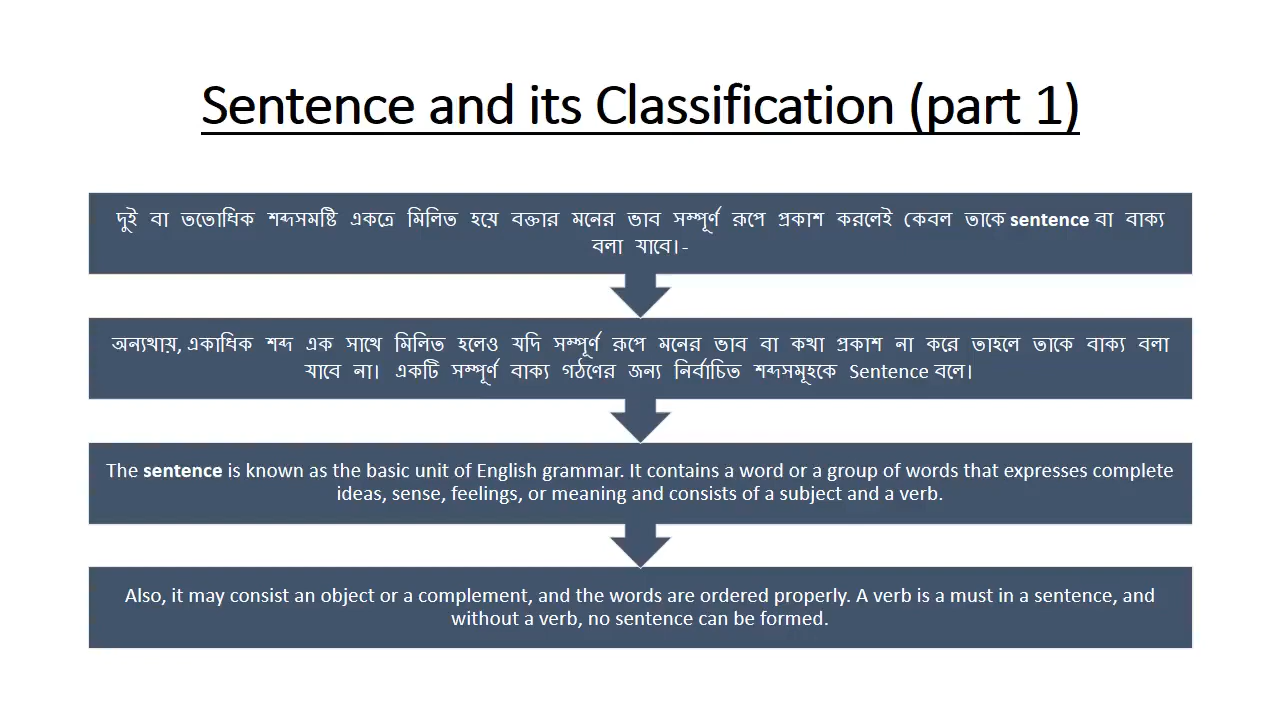 Sentence and its Classification (part 1)
দুই বা ততোধিক শব্দসমষ্টি একত্রে মিলিত হয়ে বক্তার মনের ভাব সম্পূর্ণ রূপে প্রকাশ করলেই কেবল তাকে sentence বা বাক্য
বলা যাবে।-
অন্যথায়, একাধিক শব্দ এক সাথে মিলিত হলেও যদি সম্পূর্ণ রূপে মনের ভাব বা কথা প্রকাশ না করে তাহলে তাকে বাক্য বলা
যাবে না। একটি সম্পূর্ণ বাক্য গঠণের জন্য নির্বাচিত শব্দসমূহকে Sentence বলে।
The sentence is known as the basic unit of English grammar. It contains a word or a group of words that expresses complete
ideas, sense, feelings, or meaning and consists of a subject and a verb.
Also, it may consist an object or a complement, and the words are ordered properly. A verb is a must in a sentence, and
without a verb, no sentence can be formed.